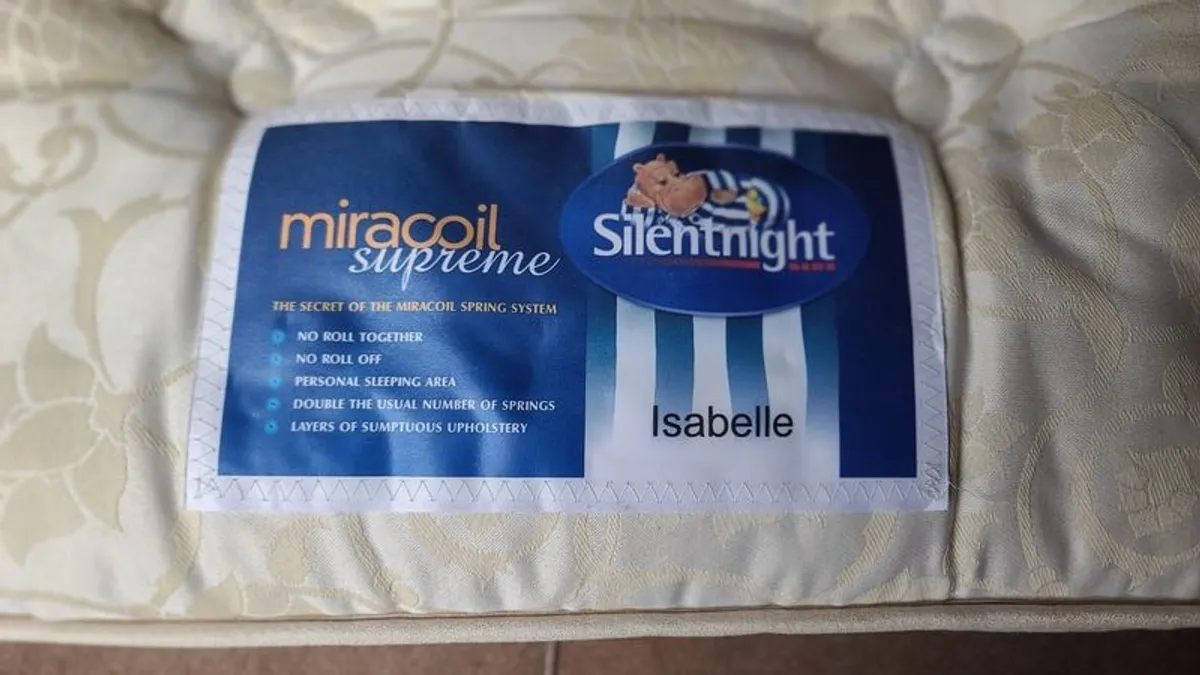 miracoil
supreme
THE SECRET OF THE MIRACOIL SPRING SYSTEM
NO ROLL TOGETHER
NO ROLL OFF
PERSONAL SLEEPING AREA
DOUBLE THE USUAL NUMBER OF SPRINGS
LAYERS OF SUMPTUOUS UPHOLSTERY
Silentnight
Isabelle